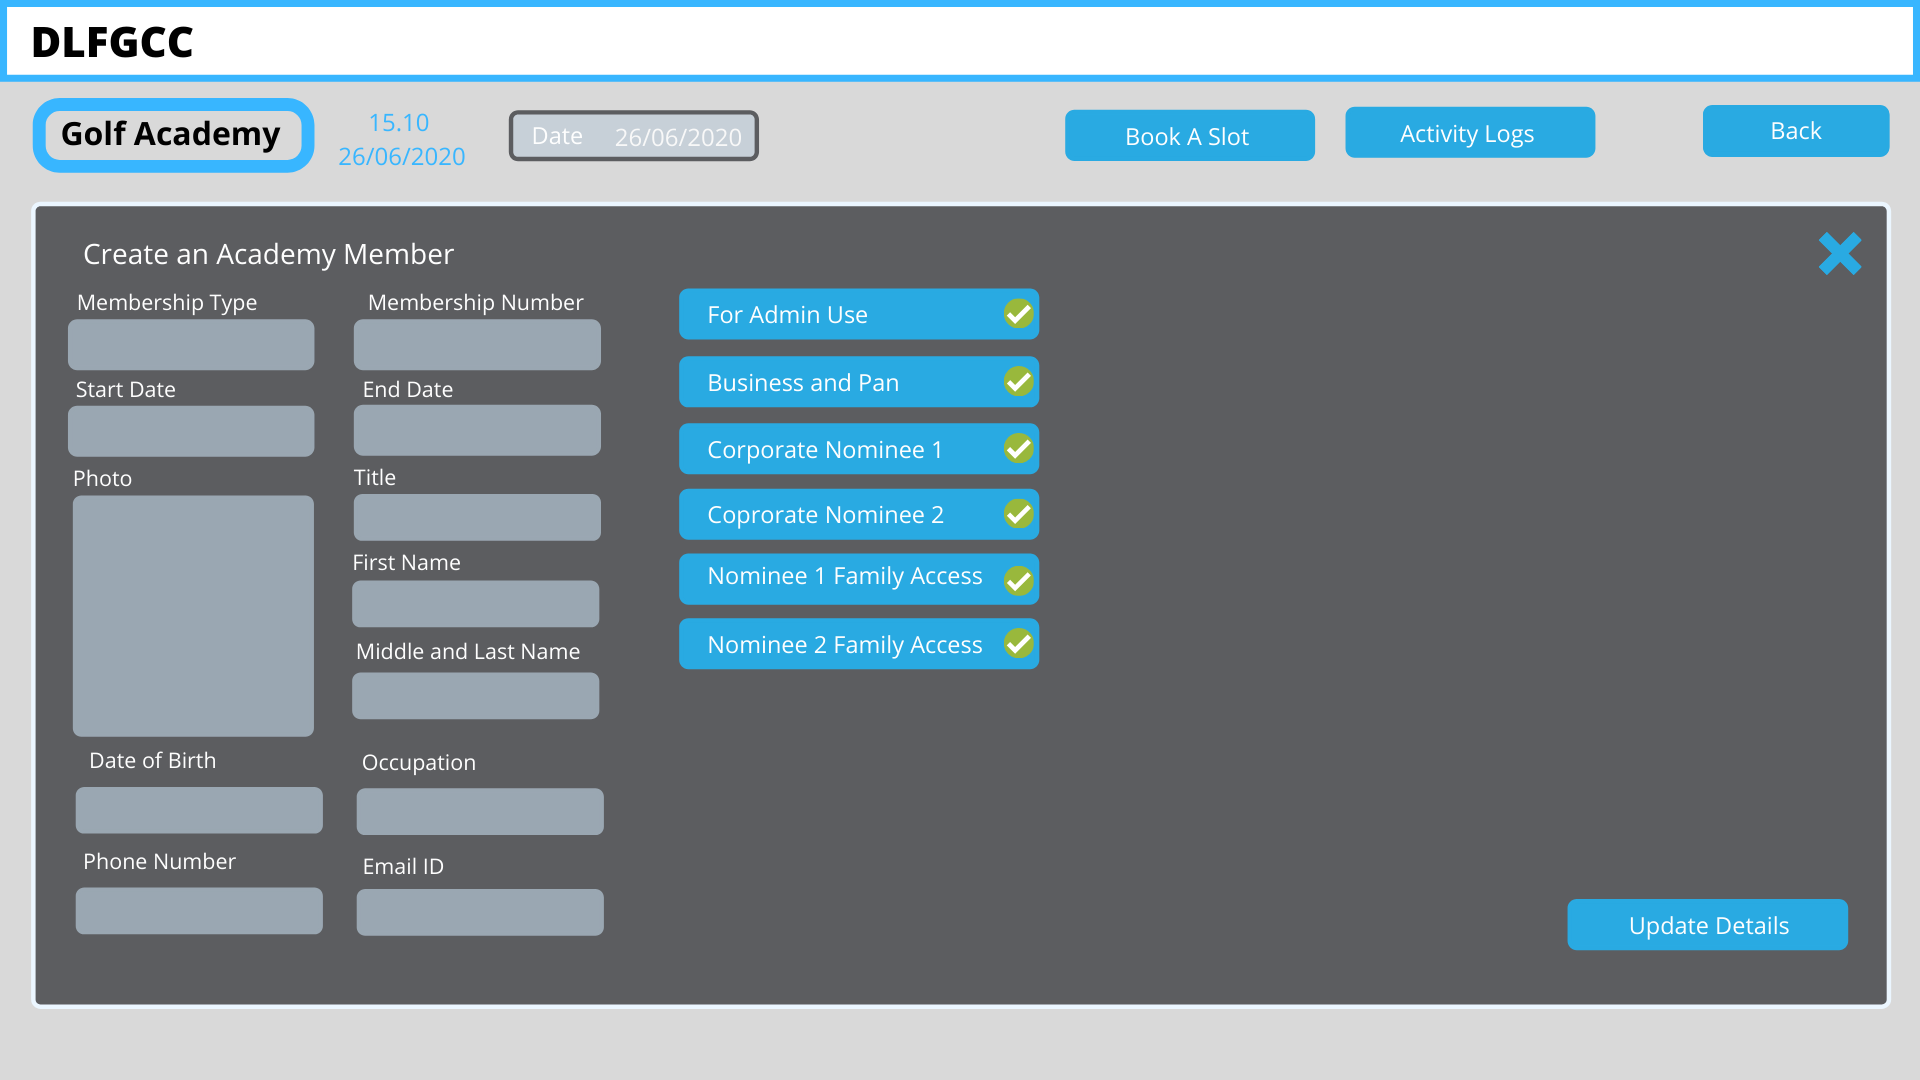 DLFGCC
Golf Academy
15.10
26/06/2020
Date 26/06/2020
Book A Slot
Activity Logs
Back
Create an Academy Member
Membership Type
Membership Number
Start Date
End Date
Photo
Title
First Name
Middle and Last Name
Date of Birth
Occupation
Phone Number
Email ID
For Admin Use
Business and Pan
Corporate Nominee 1
Coprorate Nominee 2
Nominee 1 Family Access
Nominee 2 Family Access
Update Details